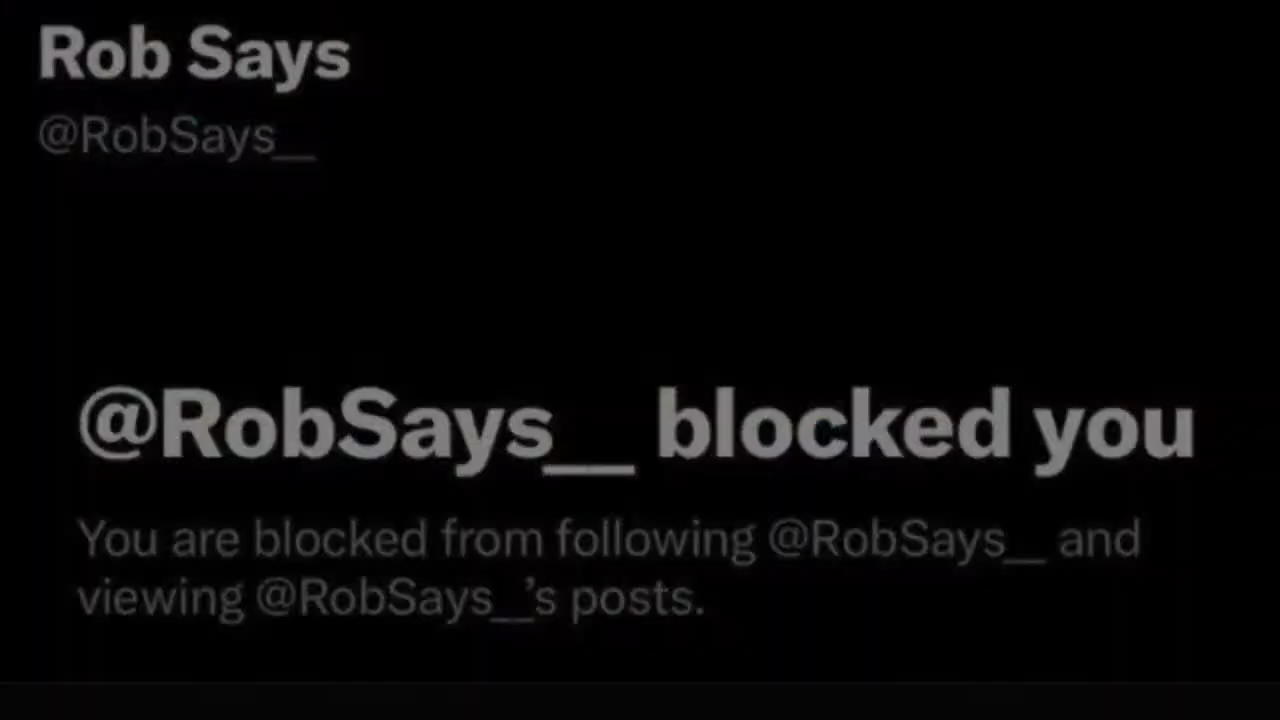 Rob Says
@RobSays__
@RobSays__ blocked you
You are blocked from following @RobSays__ and
viewing @RobSays__’s posts.